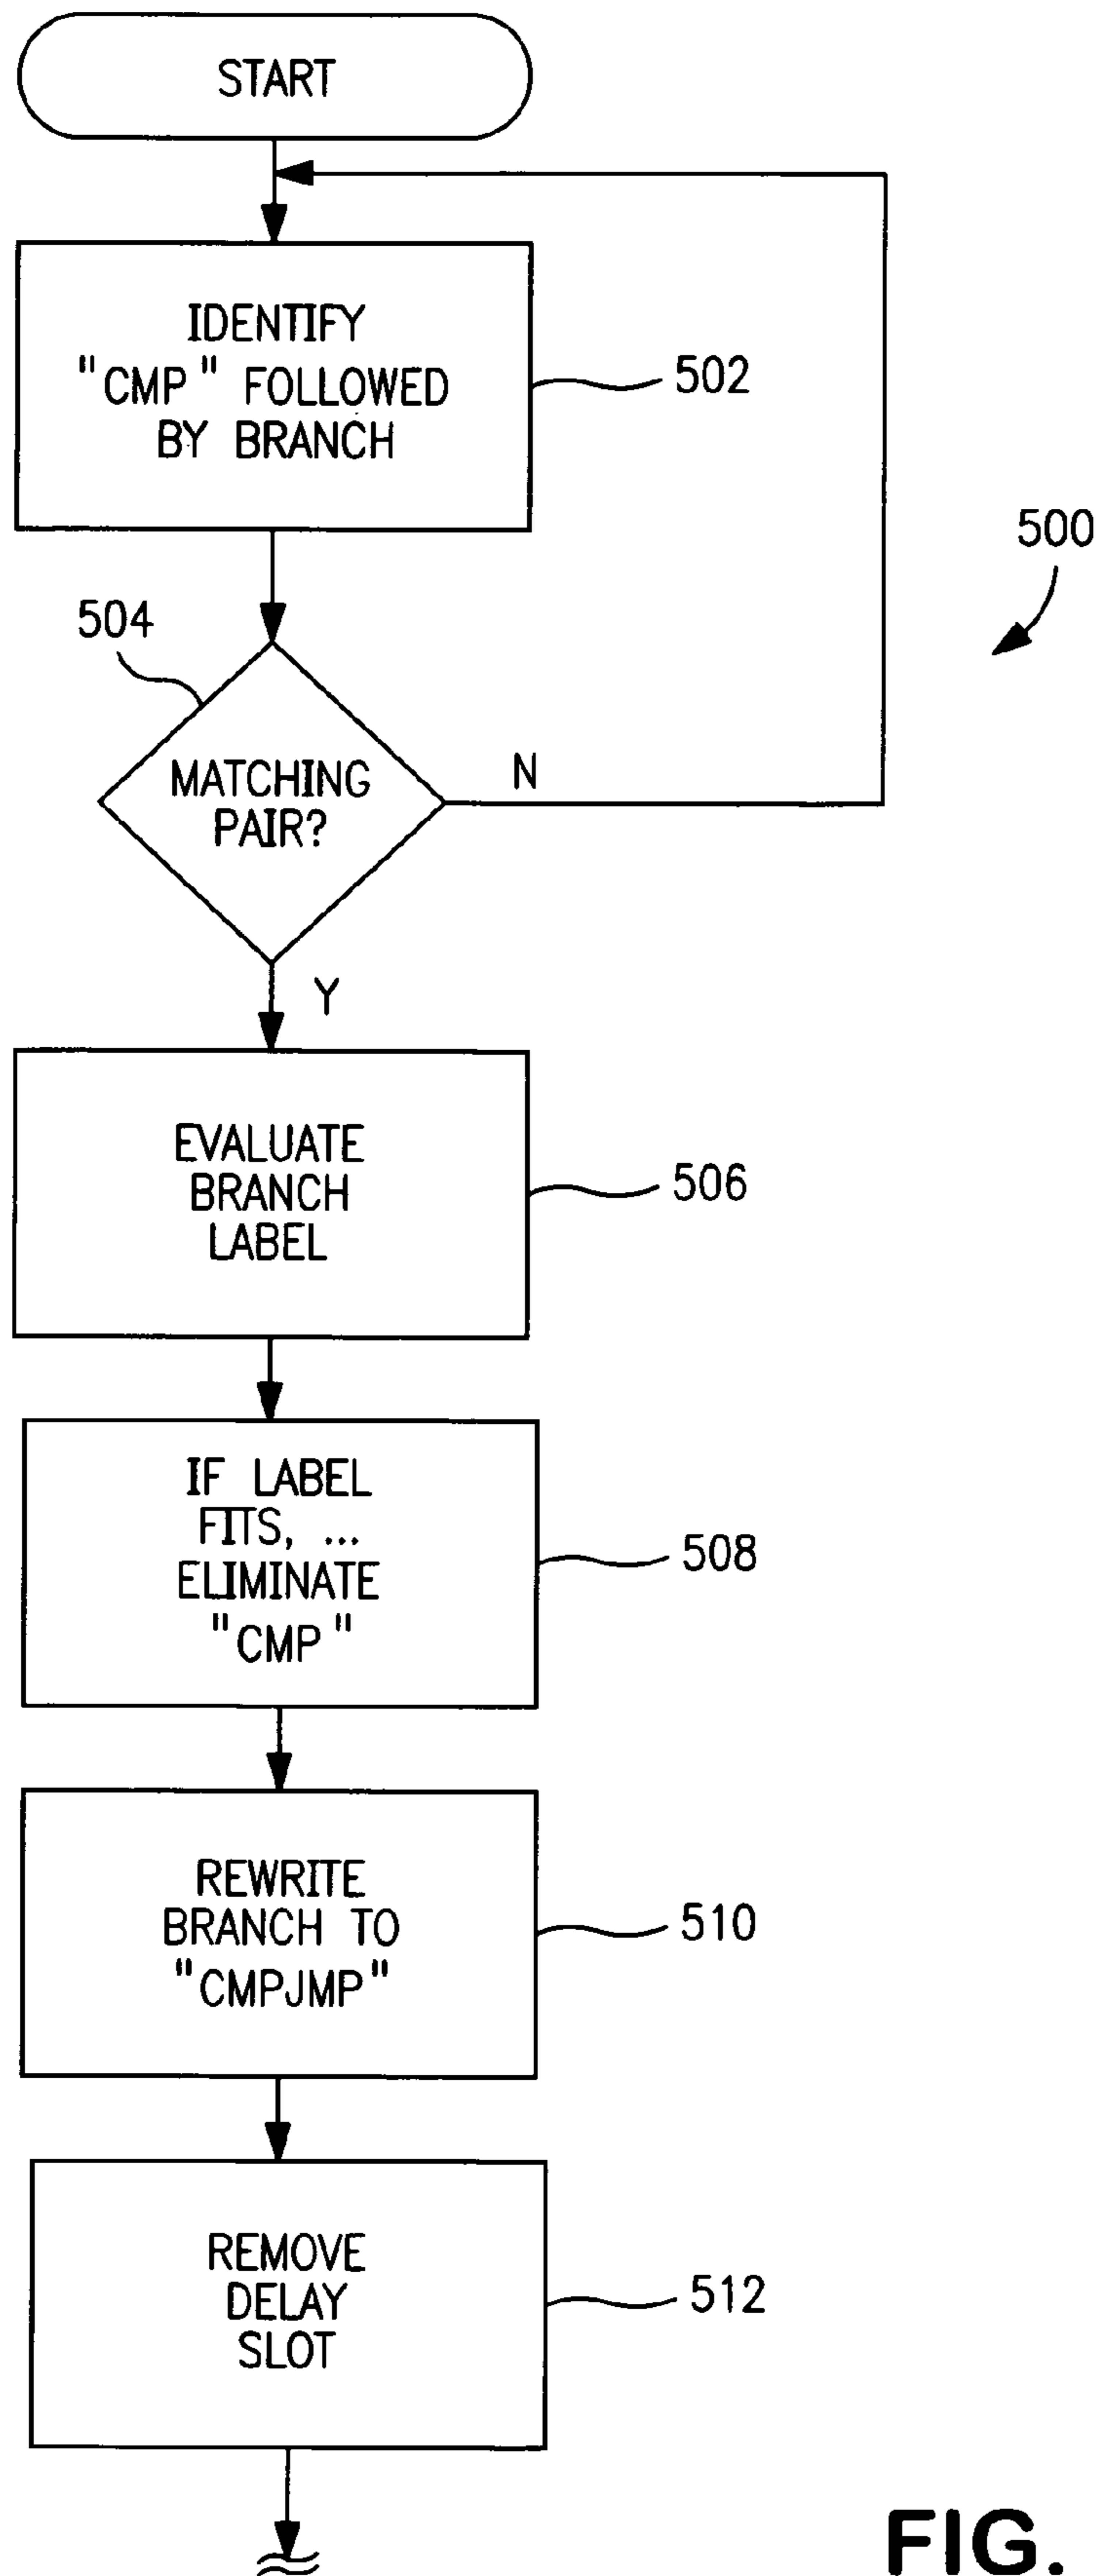 START
IDENTIFY
"CMP" FOLLOWED
BY BRANCH
502
500
504
MATCHING
PAIR?
N
Y
EVALUATE
BRANCH
LABEL
506
IF LABEL
FITS, ...
ELIMINATE
"CMP"
508
REWRITE
BRANCH TO
"CMPJMP"
510
REMOVE
DELAY
SLOT
512
FIG.